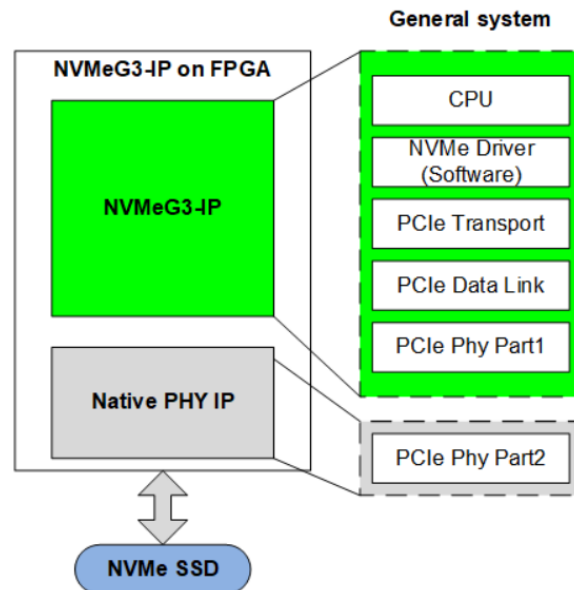 General system
NVMeG3-IP on FPGA
CPU
NVMe Driver
(Software)
NVMeG3-IP
PCIe Transport
PCIe Data Link
PCIe Phy Part1
Native PHY IP
PCIe Phy Part2
NVMe SSD